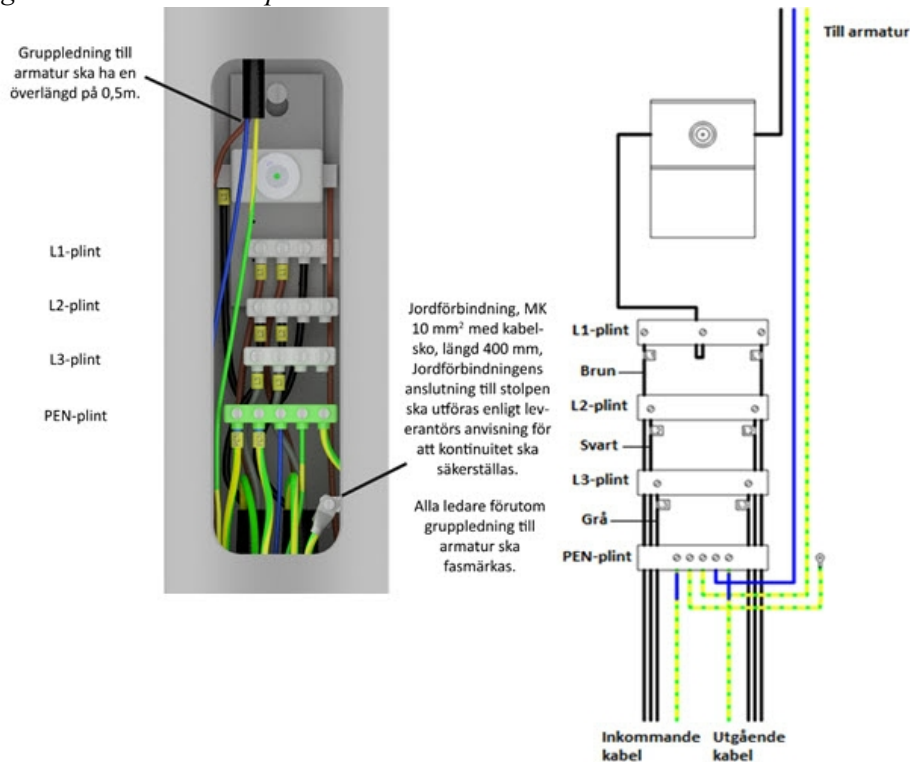 Gruppledning till
armatur ska ha en
överlängd på 0,5m.
L1-plint
L2-plint
L3-plint
PEN-plint
Jordförbindning, MK
10 mm² med kabel-
sko, längd 400 mm,
Jordförbindningens
anslutning till stolpen
ska utföras enligt lev-
erantörs anvisning för
att kontinuitet ska
säkerställas.
Alla ledare förutom
gruppledning till
armatur ska
fasmärkas.
Till armatur
L1-plint
Brun
L2-plint
Svart
L3-plint
Grå
PEN-plint
Inkommande
kabel
Utgående
kabel